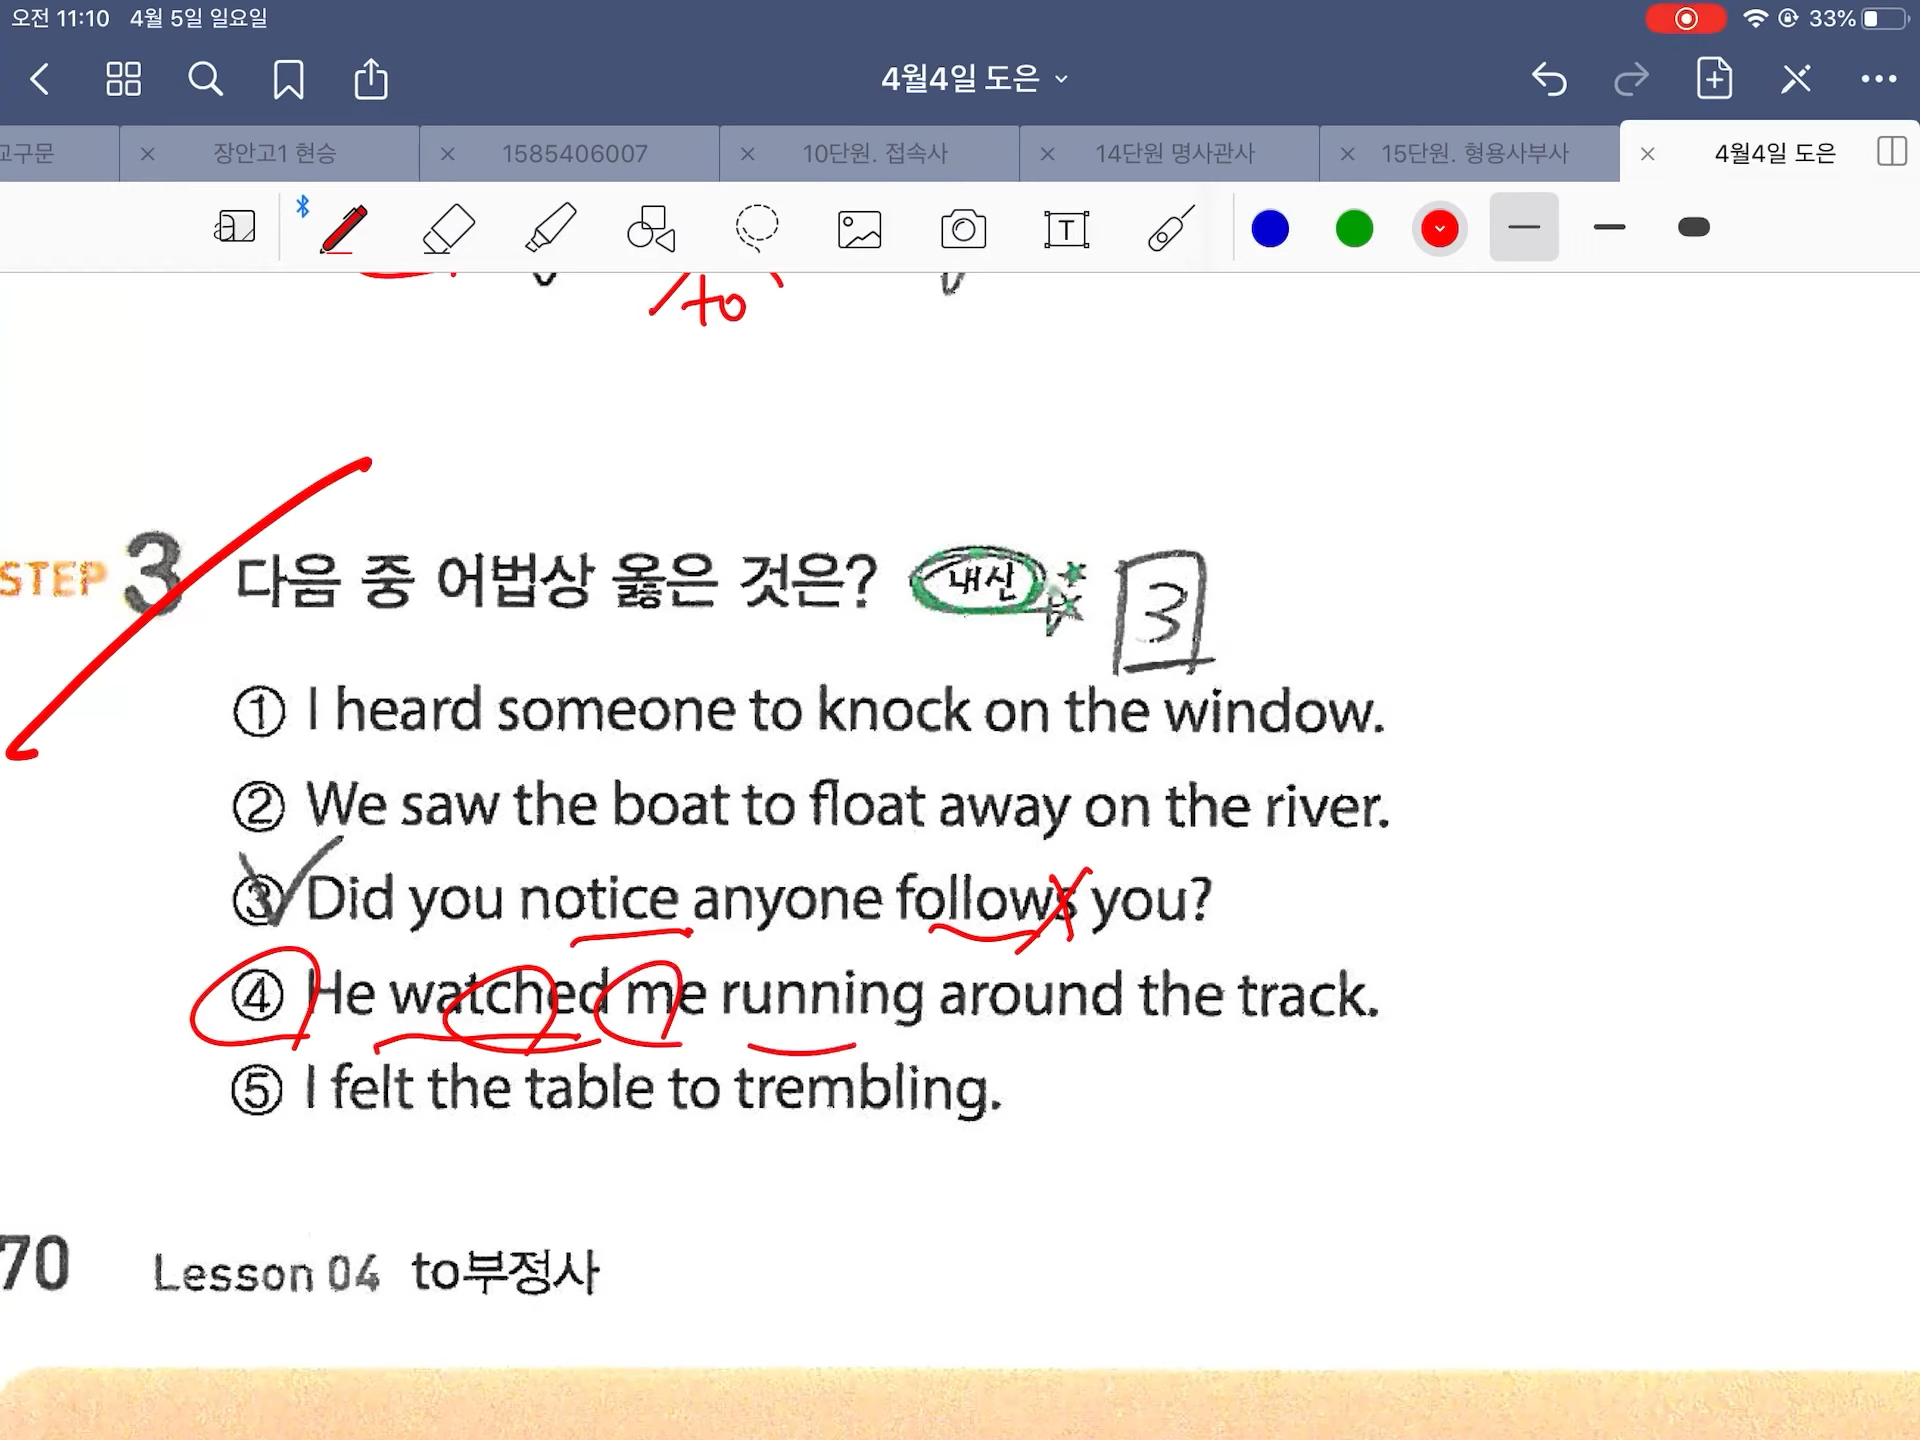 오전 11:10 4월 5일 일요일 33%
4월4일 도은
교구문 장안고1 현승 1585406007 10단원. 접속사 14단원 명사관사 15단원. 형용사부사 4월4일 도은
a T
to
STEP 3 다음 중 어법상 옳은 것은? 내신 3
① I heard someone to knock on the window.
② We saw the boat to float away on the river.
③ Did you notice anyone follows you?
④ He watched me running around the track.
⑤ I felt the table to trembling.
70 Lesson 04 to부정사